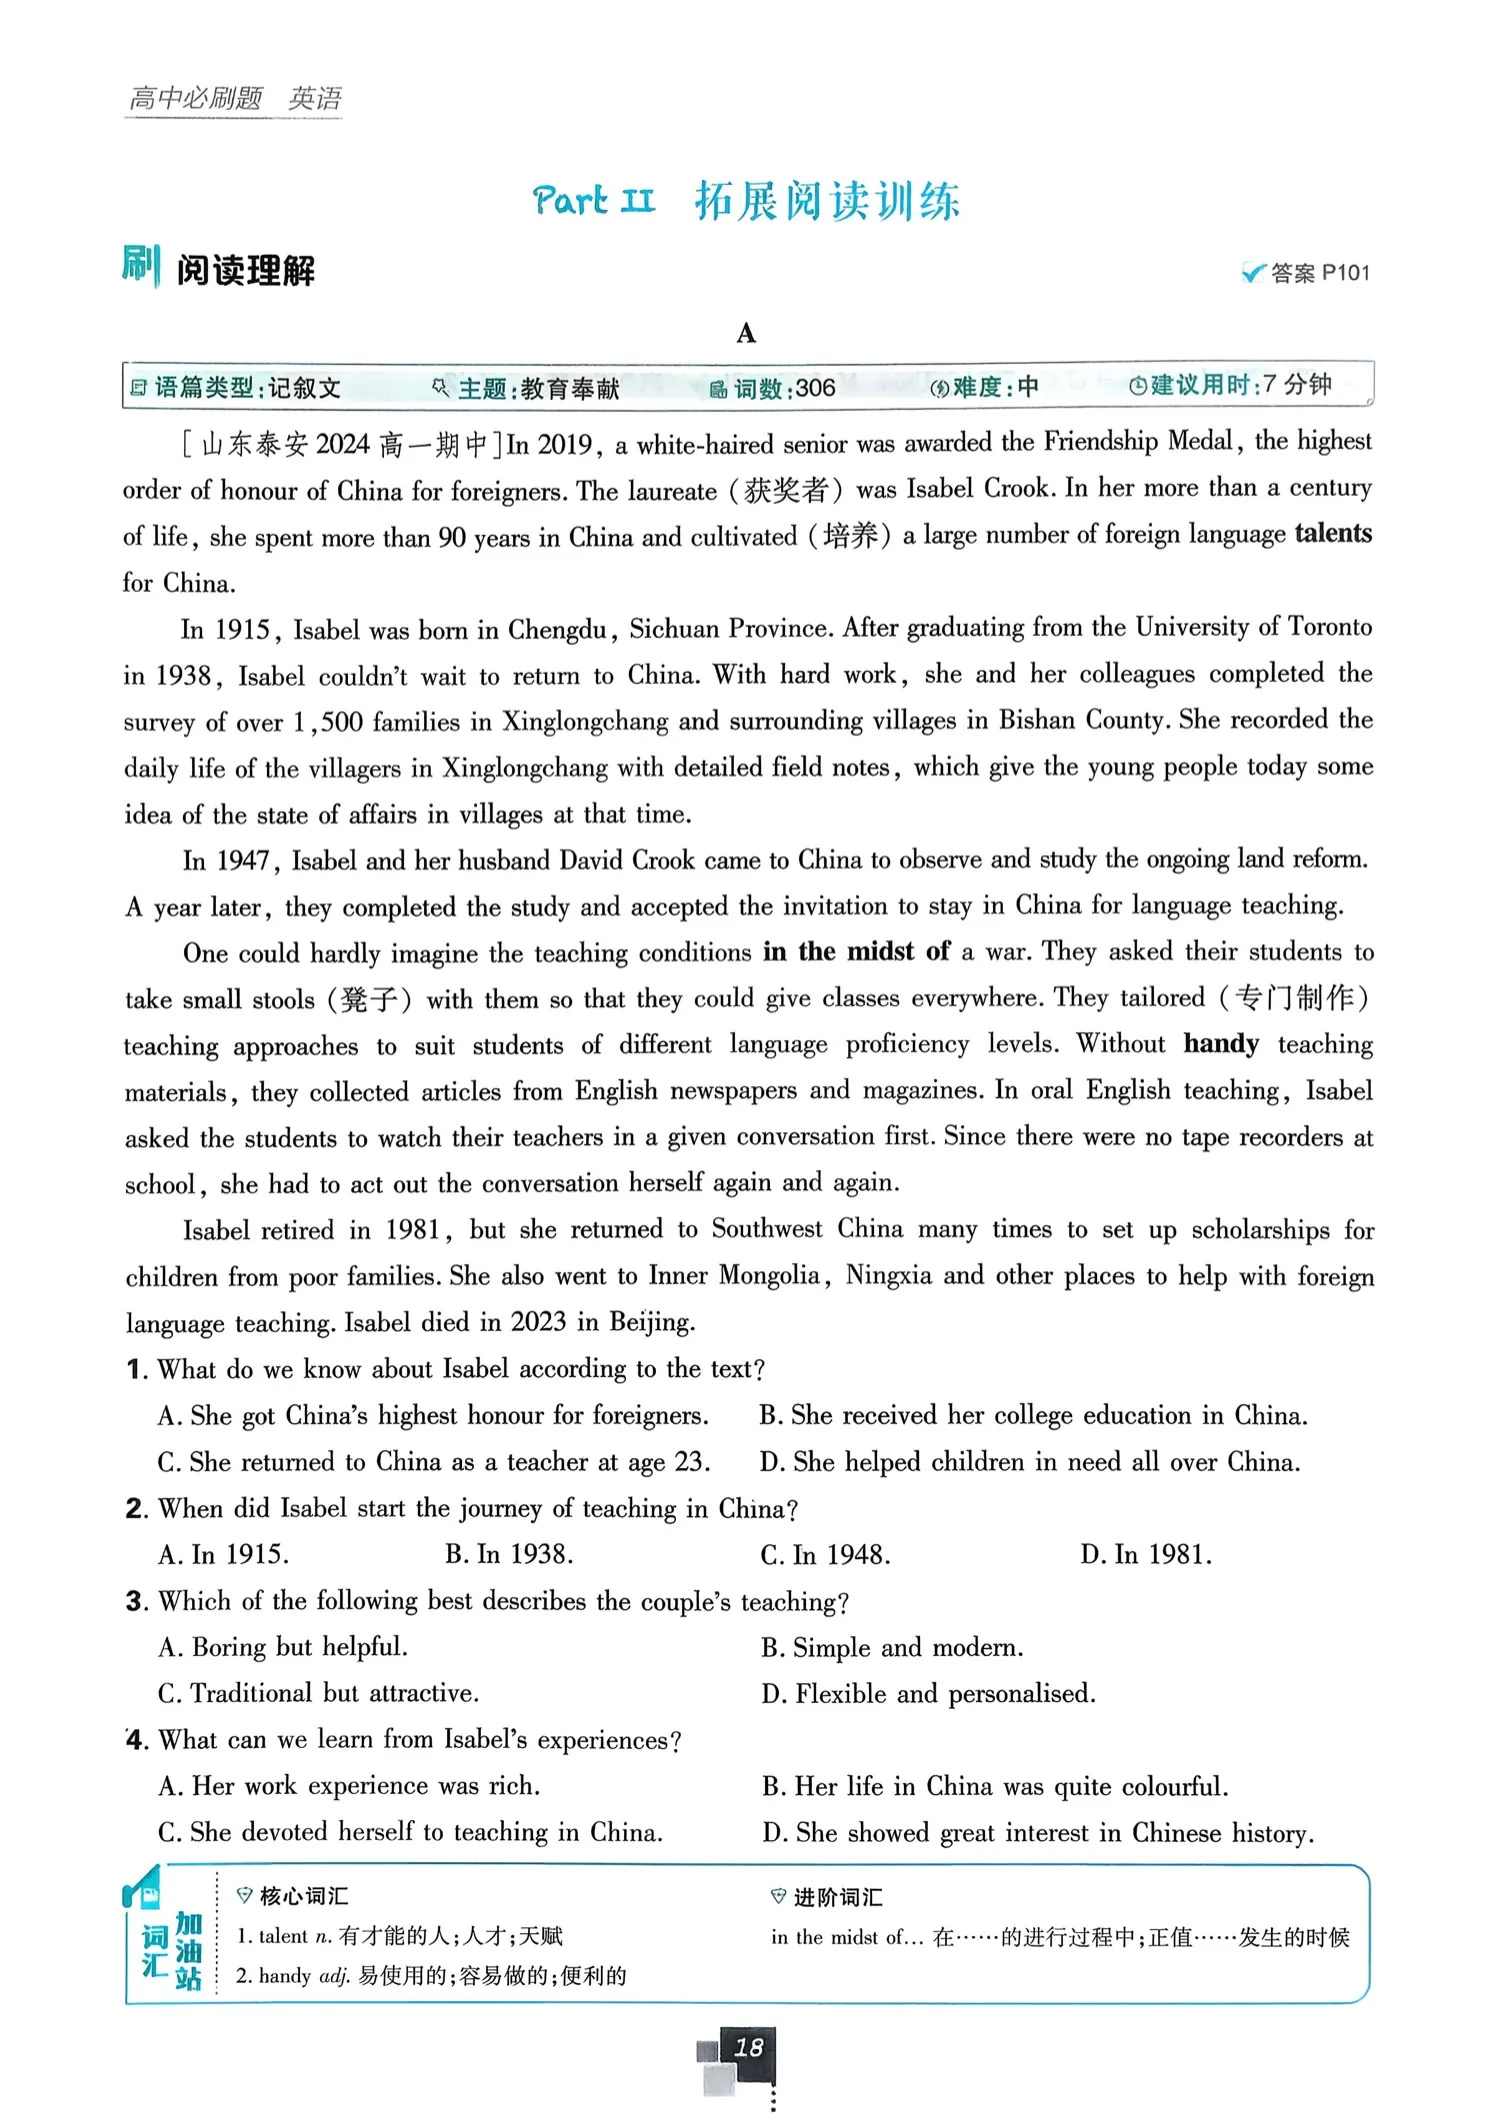 高中必刷题 英语
Part II 拓展阅读训练
刷 阅读理解
答案 P101
A
语篇类型:记叙文 主题:教育奉献 词数:306 难度:中 建议用时:7 分钟
[山东泰安 2024 高一期中]In 2019, a white-haired senior was awarded the Friendship Medal, the highest
order of honour of China for foreigners. The laureate (获奖者) was Isabel Crook. In her more than a century
of life, she spent more than 90 years in China and cultivated (培养) a large number of foreign language talents
for China.
In 1915, Isabel was born in Chengdu, Sichuan Province. After graduating from the University of Toronto
in 1938, Isabel couldn't wait to return to China. With hard work, she and her colleagues completed the
survey of over 1,500 families in Xinglongchang and surrounding villages in Bishan County. She recorded the
daily life of the villagers in Xinglongchang with detailed field notes, which give the young people today some
idea of the state of affairs in villages at that time.
In 1947, Isabel and her husband David Crook came to China to observe and study the ongoing land reform.
A year later, they completed the study and accepted the invitation to stay in China for language teaching.
One could hardly imagine the teaching conditions in the midst of a war. They asked their students to
take small stools (凳子) with them so that they could give classes everywhere. They tailored (专门制作)
teaching approaches to suit students of different language proficiency levels. Without handy teaching
materials, they collected articles from English newspapers and magazines. In oral English teaching, Isabel
asked the students to watch their teachers in a given conversation first. Since there were no tape recorders at
school, she had to act out the conversation herself again and again.
Isabel retired in 1981, but she returned to Southwest China many times to set up scholarships for
children from poor families. She also went to Inner Mongolia, Ningxia and other places to help with foreign
language teaching. Isabel died in 2023 in Beijing.
1. What do we know about Isabel according to the text?
A. She got China's highest honour for foreigners. B. She received her college education in China.
C. She returned to China as a teacher at age 23. D. She helped children in need all over China.
2. When did Isabel start the journey of teaching in China?
A. In 1915. B. In 1938. C. In 1948. D. In 1981.
3. Which of the following best describes the couple's teaching?
A. Boring but helpful. B. Simple and modern.
C. Traditional but attractive. D. Flexible and personalised.
4. What can we learn from Isabel's experiences?
A. Her work experience was rich. B. Her life in China was quite colourful.
C. She devoted herself to teaching in China. D. She showed great interest in Chinese history.
词汇加油站
核心词汇 进阶词汇
1. talent n. 有才能的人;人才;天赋 in the midst of… 在……的进行过程中;正值……发生的时候
2. handy adj. 易使用的;容易做的;便利的
18